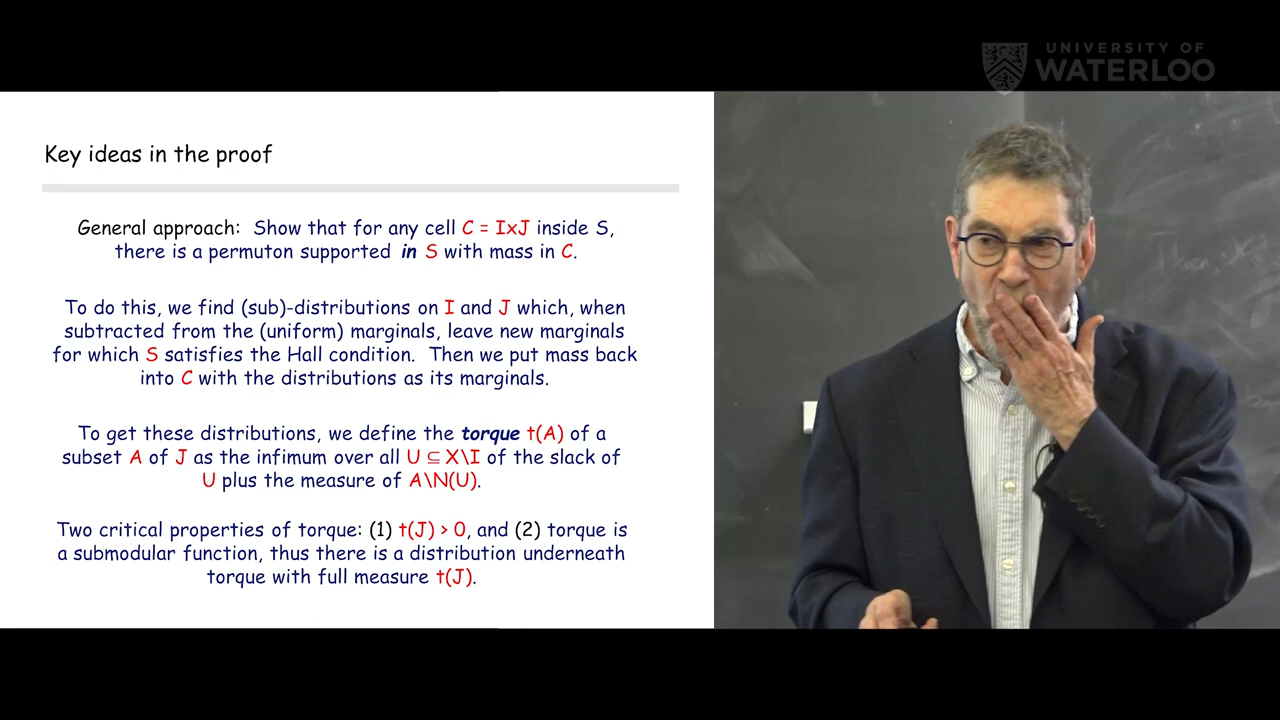 UNIVERSITY OF
WATERLOO
Key ideas in the proof
General approach: Show that for any cell C = IxJ inside S,
there is a permuton supported in S with mass in C.
To do this, we find (sub)-distributions on I and J which, when
subtracted from the (uniform) marginals, leave new marginals
for which S satisfies the Hall condition. Then we put mass back
into C with the distributions as its marginals.
To get these distributions, we define the torque t(A) of a
subset A of J as the infimum over all U ⊆ X\I of the slack of
U plus the measure of A\N(U).
Two critical properties of torque: (1) t(J) > 0, and (2) torque is
a submodular function, thus there is a distribution underneath
torque with full measure t(J).